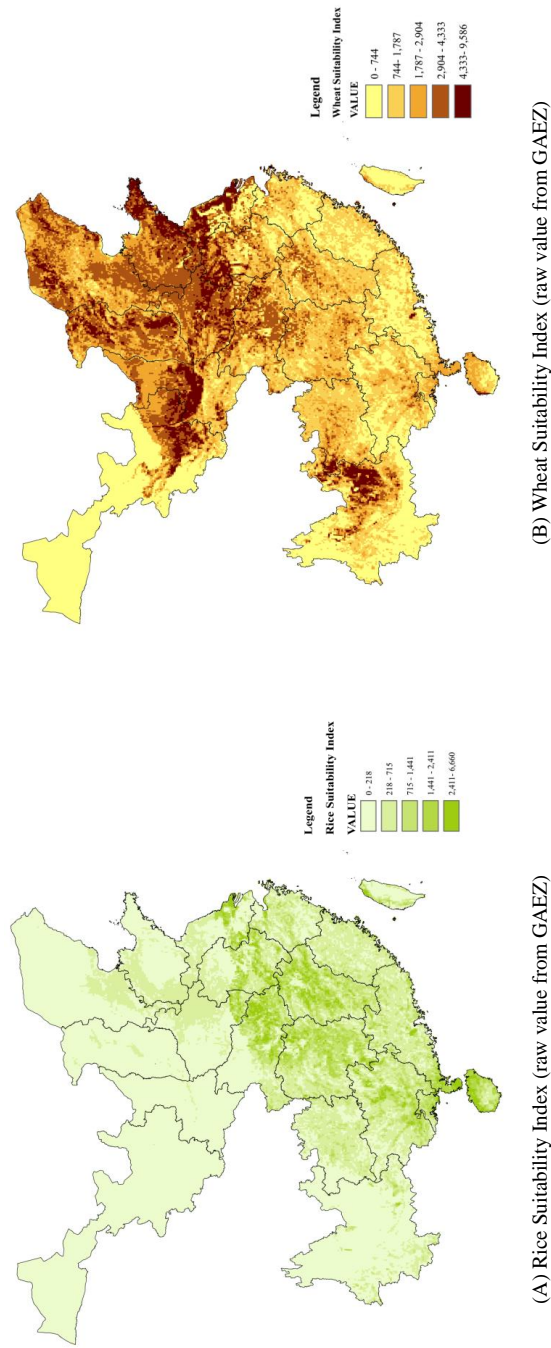 Legend
Rice Suitability Index
VALUE
0 - 218
218 - 715
715 - 1,441
1,441 - 2,411
2,411- 6,660
(A) Rice Suitability Index (raw value from GAEZ)
Legend
Wheat Suitability Index
VALUE
0 - 744
744- 1,787
1,787 - 2,904
2,904 - 4,333
4,333- 9,586
(B) Wheat Suitability Index (raw value from GAEZ)